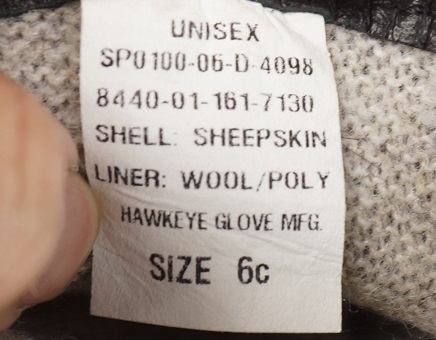 UNISEX
SP0100-06-D-4098
8440-01-161-7130
SHELL: SHEEPSKIN
LINER: WOOL/POLY
HAWKEYE GLOVE MFG.
SIZE 6c